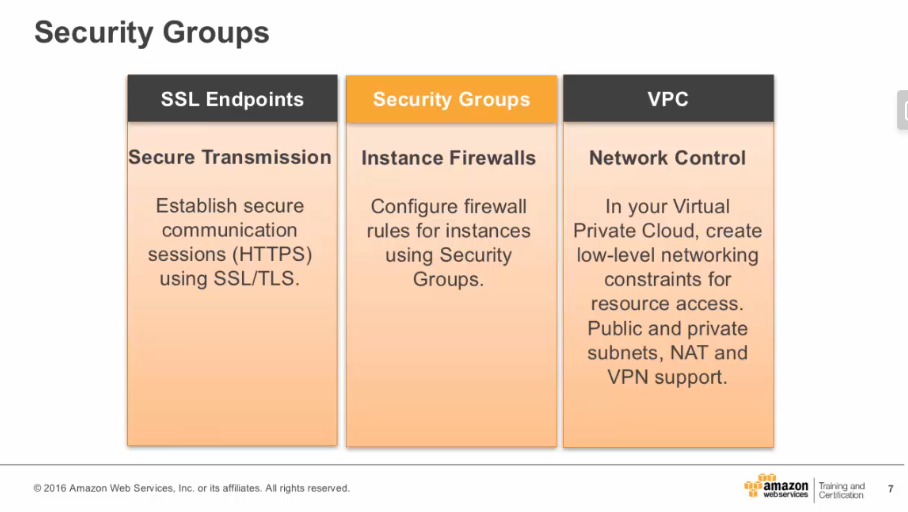 Security Groups
SSL Endpoints
Secure Transmission
Establish secure
communication
sessions (HTTPS)
using SSL/TLS.
Security Groups
Instance Firewalls
Configure firewall
rules for instances
using Security
Groups.
VPC
Network Control
In your Virtual
Private Cloud, create
low-level networking
constraints for
resource access.
Public and private
subnets, NAT and
VPN support.
© 2016 Amazon Web Services, Inc. or its affiliates. All rights reserved.
amazon
web services
Training and
Certification
7